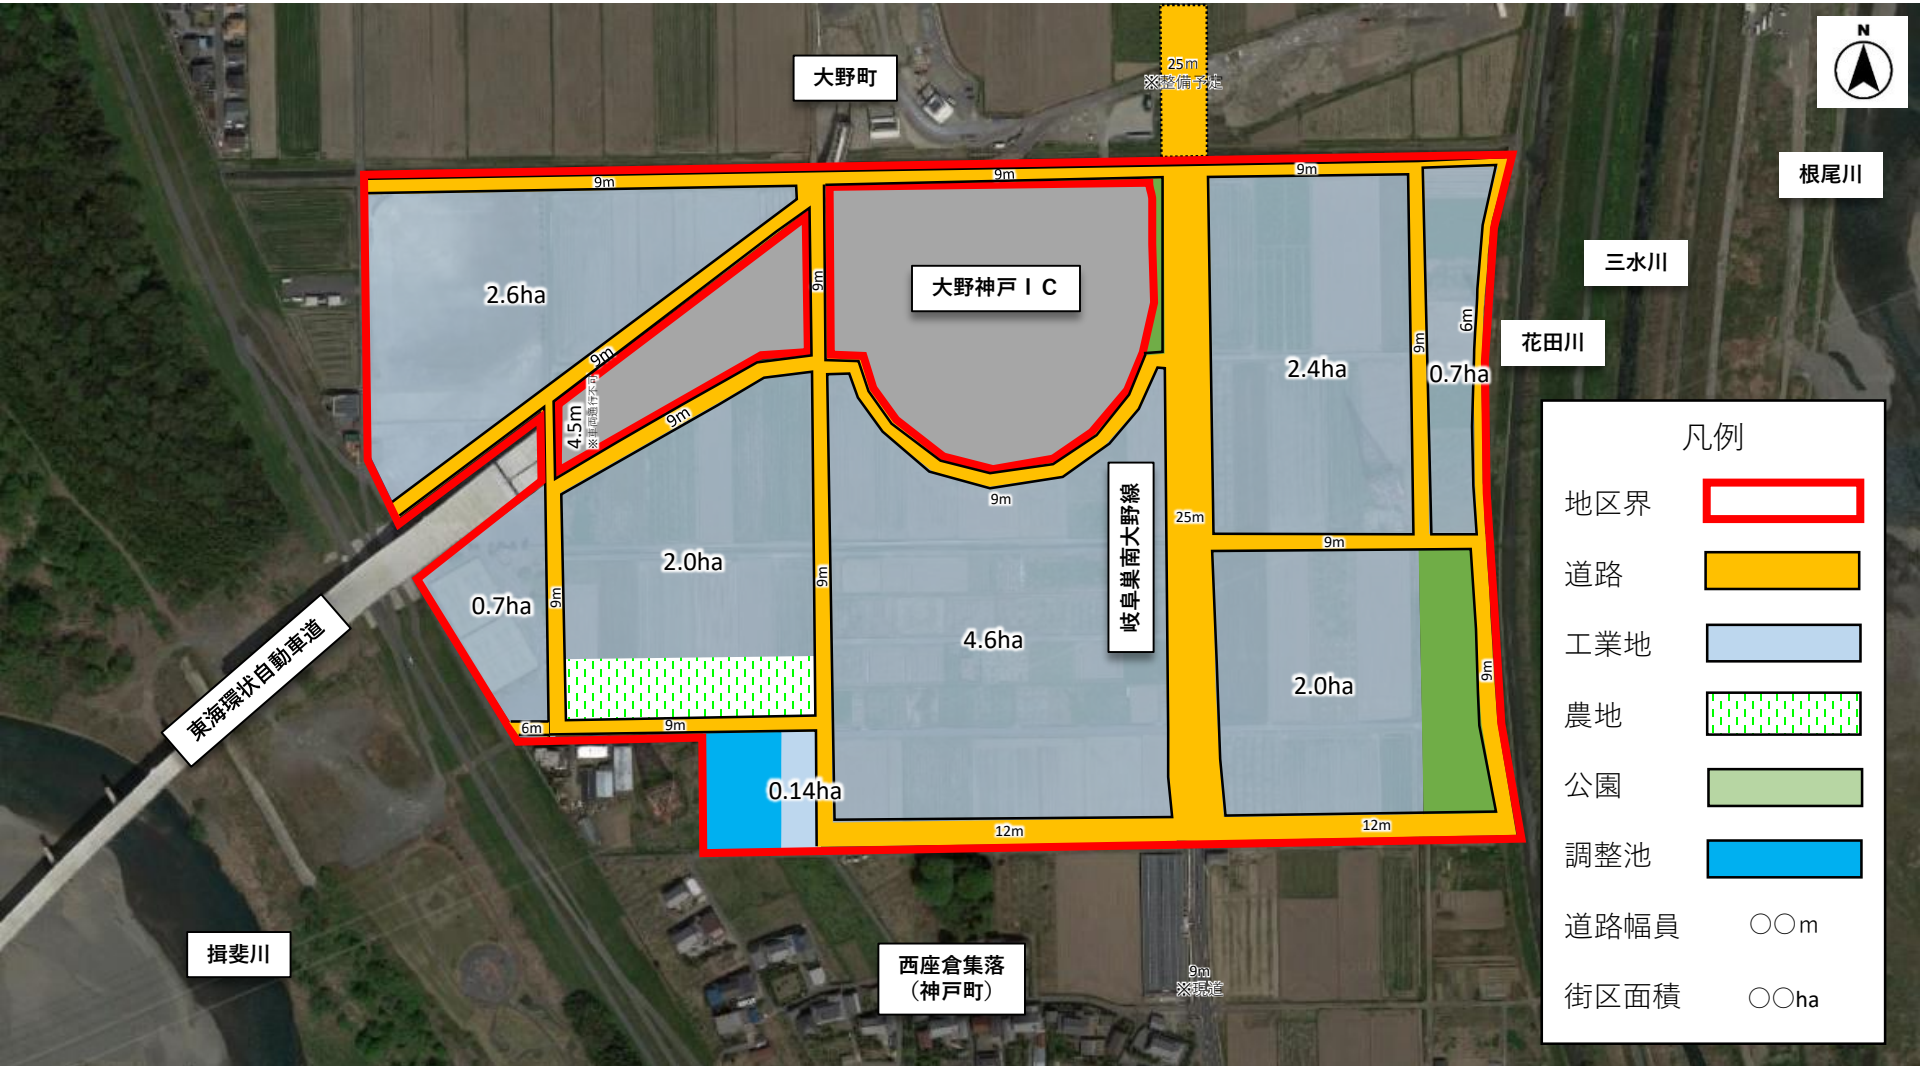 N
大野町
25m
※整備予定
根尾川
9m
9m
9m
三水川
2.6ha
9m
大野神戸IC
6m
花田川
9m
9m
2.4ha
0.7ha
4.5m
※車両通行不可
9m
9m
岐阜巣南大野線
25m
9m
2.0ha
9m
9m
0.7ha
4.6ha
2.0ha
9m
東海環状自動車道
6m
9m
0.14ha
12m
12m
揖斐川
西座倉集落
（神戸町）
9m
※現道
凡例
地区界
道路
工業地
農地
公園
調整池
道路幅員 〇〇m
街区面積 〇〇ha